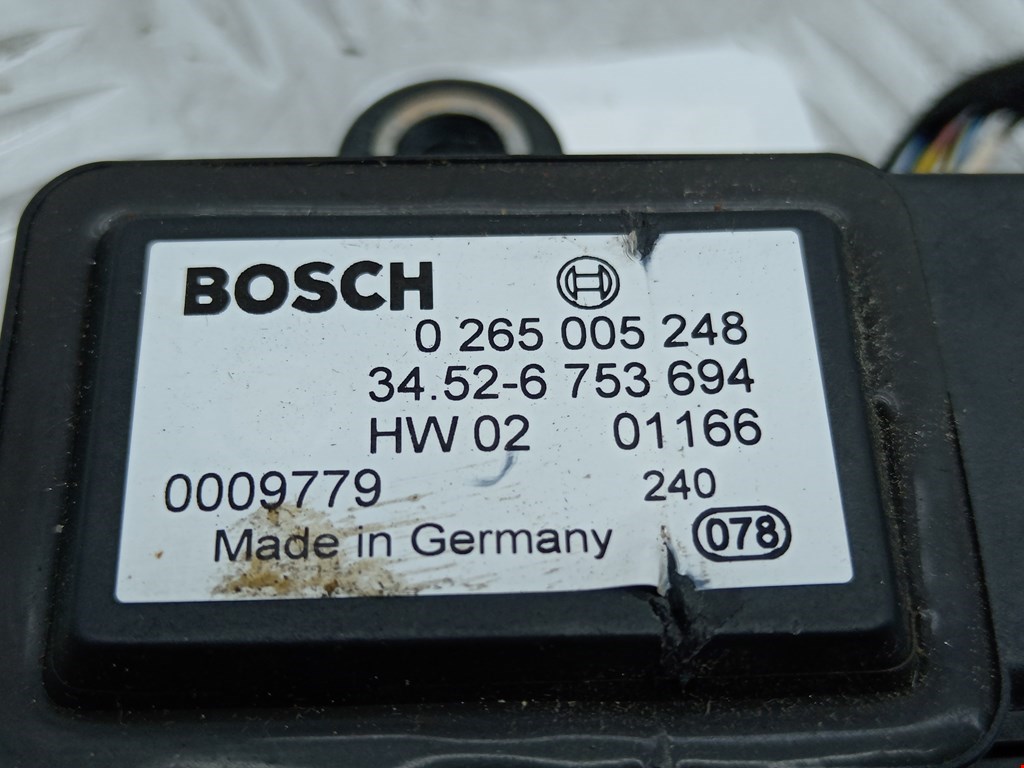 BOSCH
0 265 005 248
34.52-6 753 694
HW 02 01166
0009779 240
Made in Germany 078